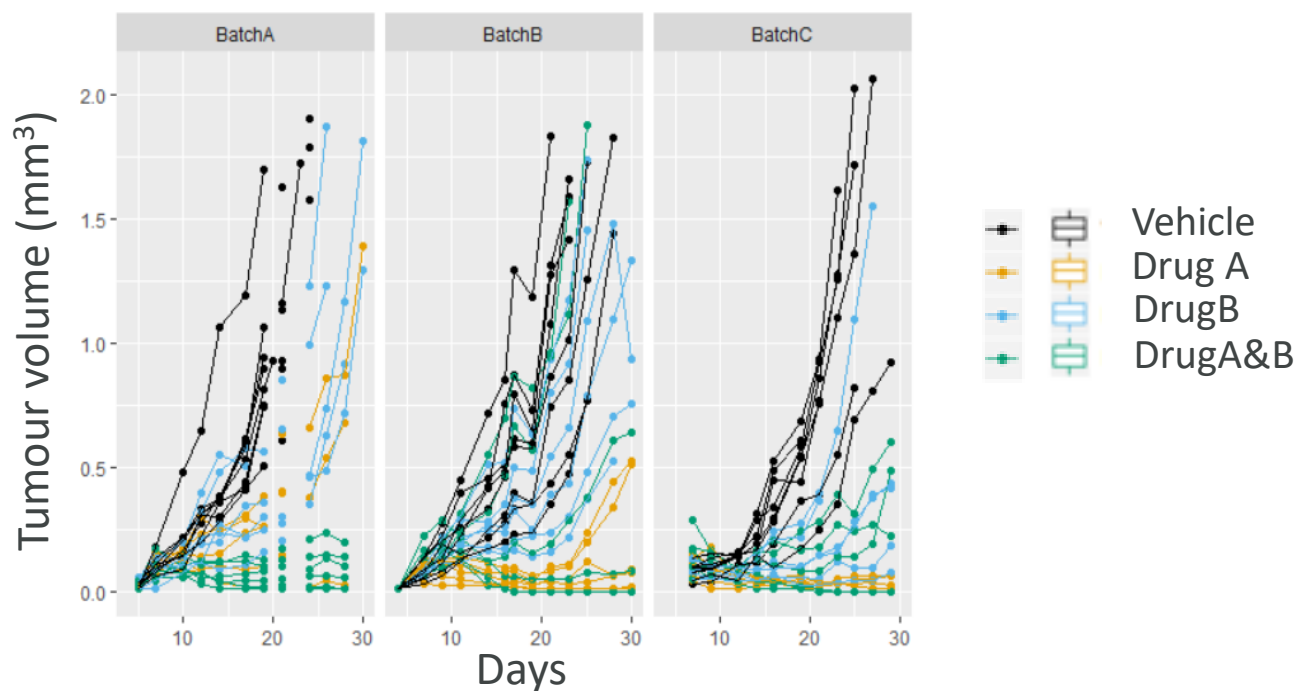 BatchA BatchB BatchC
Tumour volume (mm³)
2.0
1.5
1.0
0.5
0.0
10 20 30 10 20 30 10 20 30
Days
Vehicle
Drug A
DrugB
DrugA&B